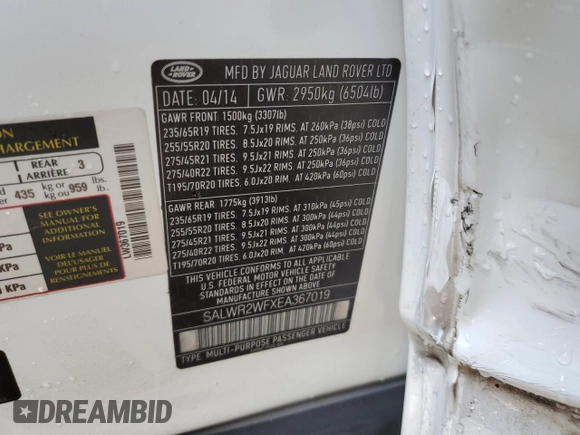 LAND ROVER
MFD BY JAGUAR LAND ROVER LTD
DATE: 04/14 GWR: 2950kg (6504lb)
GAWR FRONT: 1500kg (3307lb)
235/65R19 TIRES. 7.5Jx19 RIMS. AT 260kPa (38psi) COLD
255/55R20 TIRES. 8.5Jx20 RIMS. AT 250kPa (36psi) COLD
275/45R21 TIRES. 9.5Jx21 RIMS. AT 250kPa (36psi) COLD
275/40R22 TIRES. 9.5Jx22 RIMS. AT 250kPa (36psi) COLD
T195/70R20 TIRES. 6.0Jx20 RIM. AT 420kPa (60psi) COLD
GAWR REAR: 1775kg (3913lb)
235/65R19 TIRES. 7.5Jx19 RIMS. AT 310kPa (45psi) COLD
255/55R20 TIRES. 8.5Jx20 RIMS. AT 300kPa (44psi) COLD
275/45R21 TIRES. 9.5Jx21 RIMS. AT 300kPa (44psi) COLD
275/40R22 TIRES. 9.5Jx22 RIMS. AT 300kPa (44psi) COLD
T195/70R20 TIRES. 6.0Jx20 RIM. AT 420kPa (60psi) COLD
THIS VEHICLE CONFORMS TO ALL APPLICABLE
U.S. FEDERAL MOTOR VEHICLE SAFETY
STANDARDS IN EFFECT ON THE DATE OF
MANUFACTURE SHOWN ABOVE
SALWR2WFXEA367019
TYPE: MULTI-PURPOSE PASSENGER VEHICLE
ION
CHARGEMENT
REAR
ARRIÈRE 3
d 435 kg or
kg ou 959 lbs.
lb.
SEE OWNER'S
MANUAL FOR
ADDITIONAL
INFORMATION
VOIR LE MANUEL
DE L'USAGER
POUR PLUS DE
RENSEIGNEMENTS
Pa
KPa
KPa
EA367019
DREAMBID